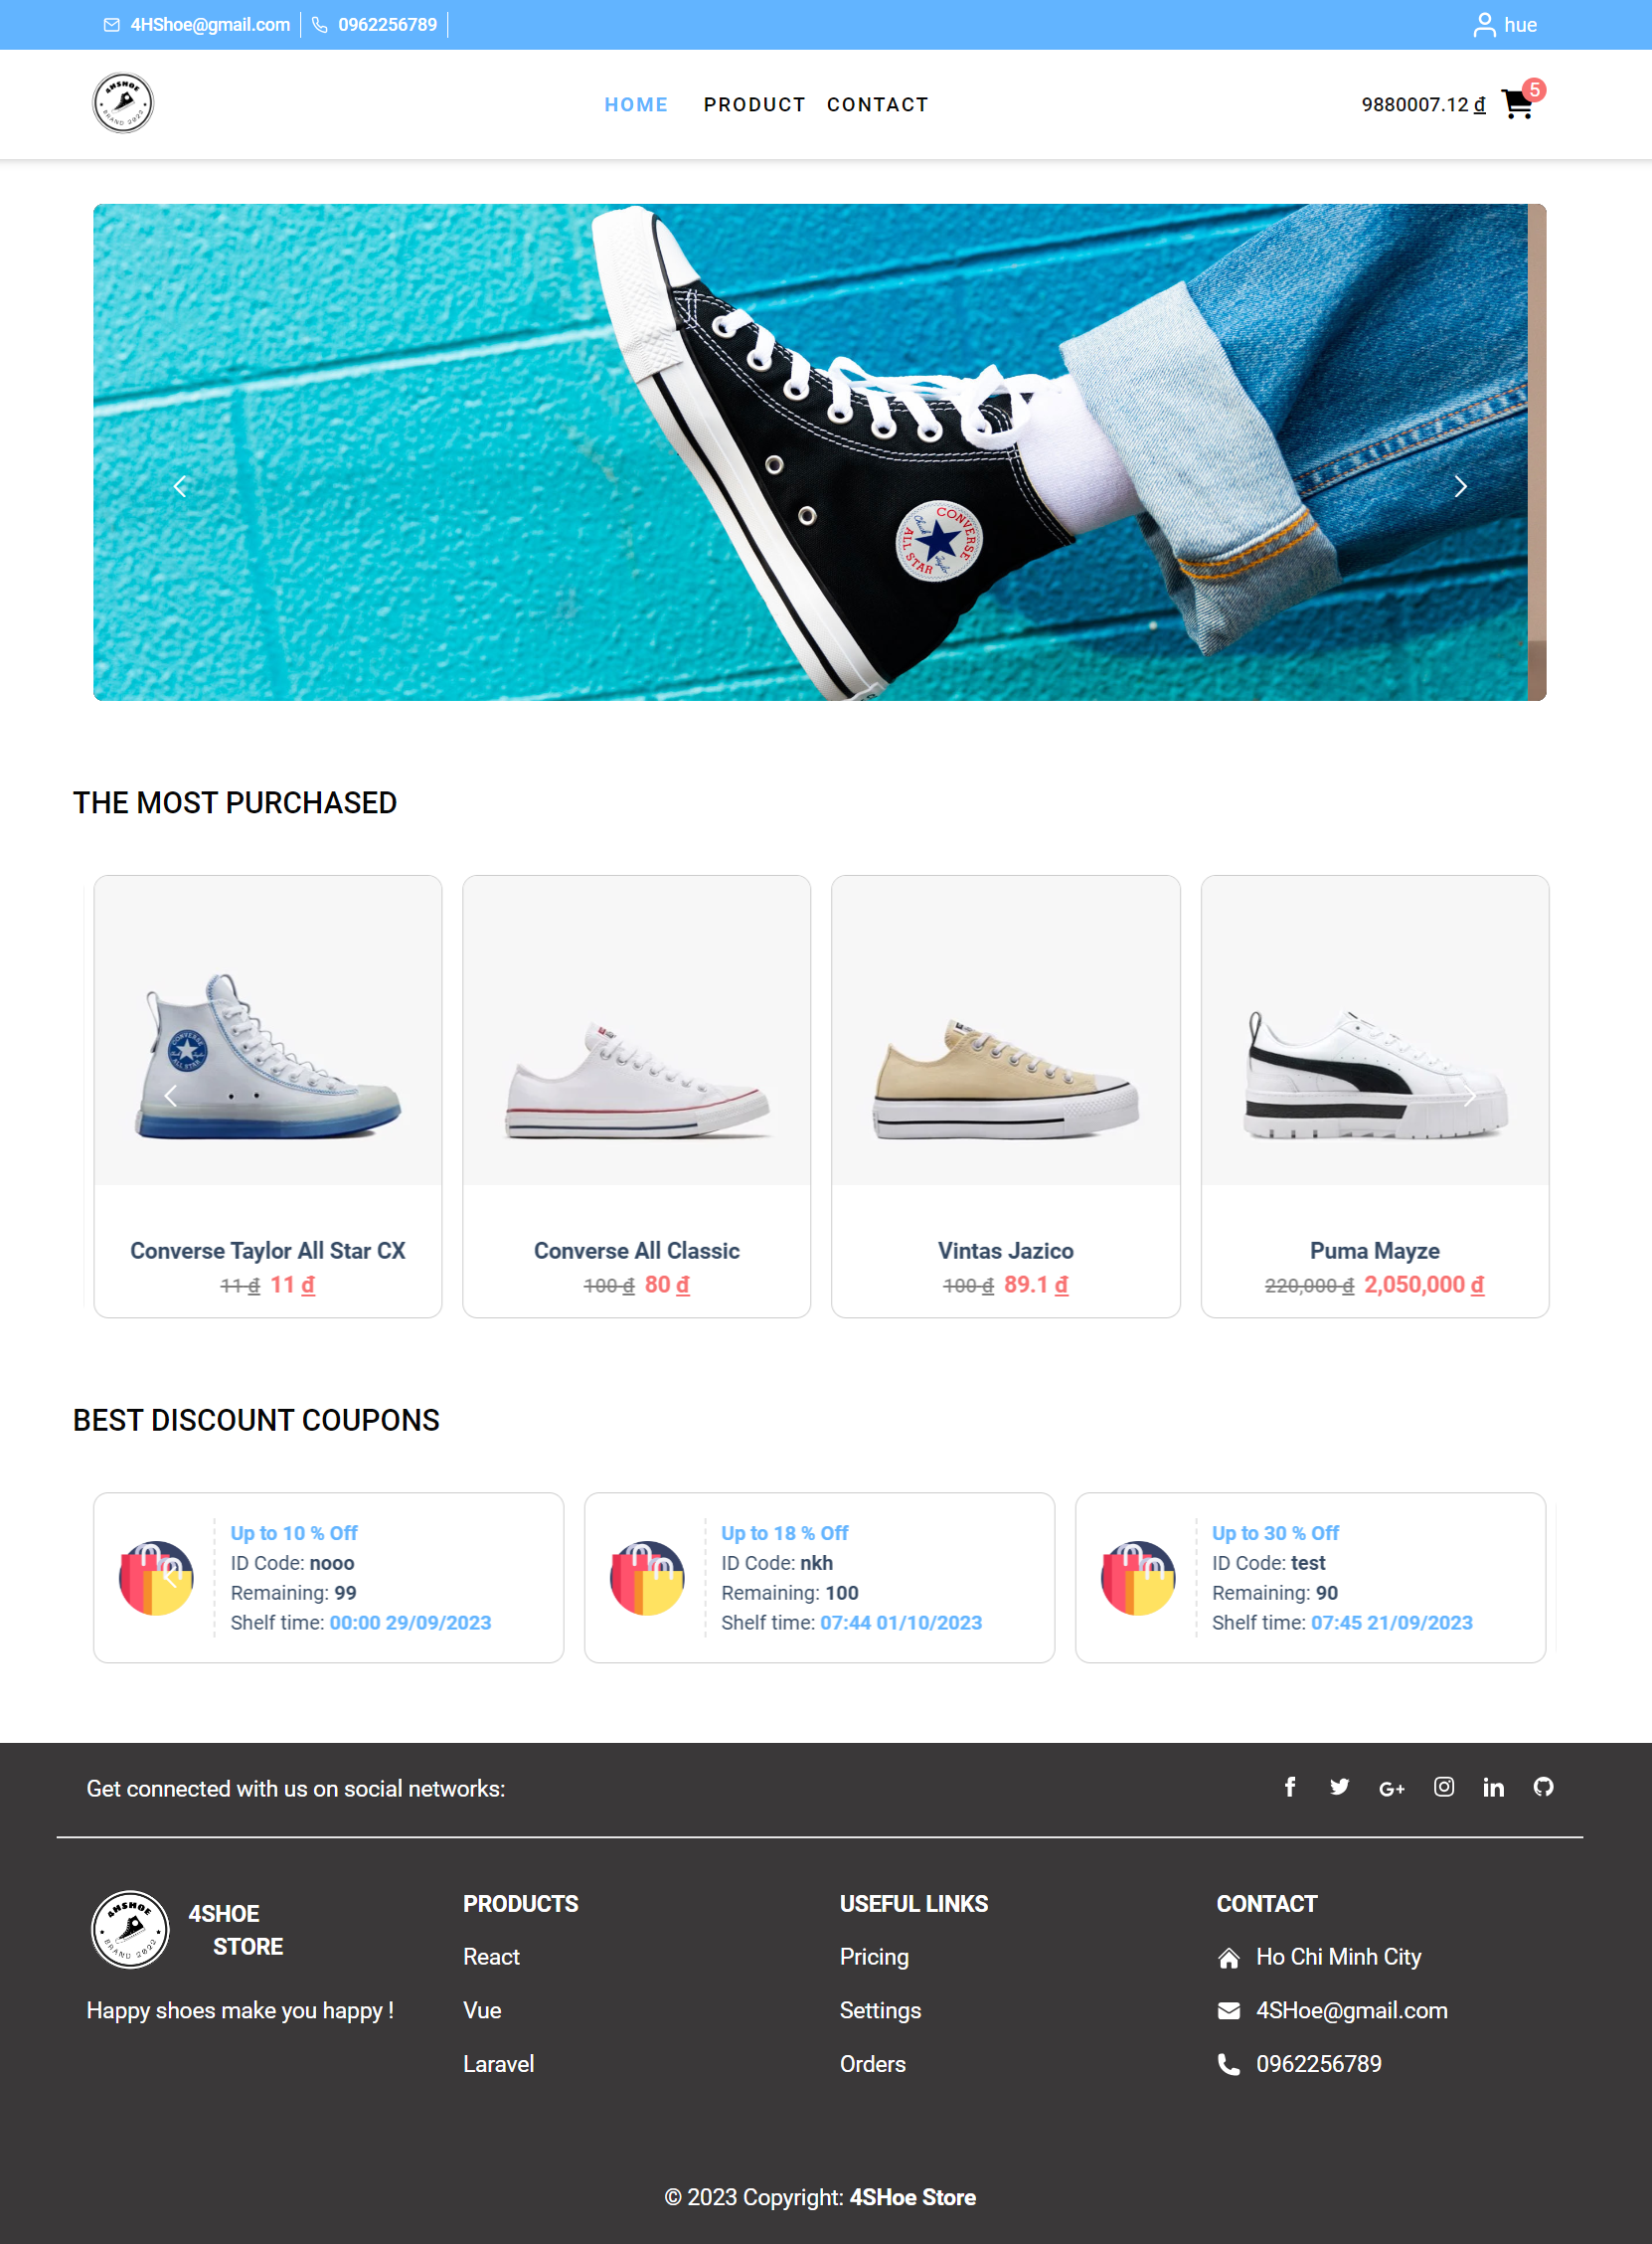 4HShoe@gmail.com
0962256789
hue
4HSHOE
BRAND 2022
HOME PRODUCT CONTACT
9880007.12 đ
5
CONVERSE
ALL STAR
Chuck Taylor
THE MOST PURCHASED
CONVERSE
ALL STAR
Converse Taylor All Star CX
11 đ 11 đ
Converse All Classic
100 đ 80 đ
Vintas Jazico
100 đ 89.1 đ
Puma Mayze
220,000 đ 2,050,000 đ
BEST DISCOUNT COUPONS
Up to 10 % Off
ID Code: nooo
Remaining: 99
Shelf time: 00:00 29/09/2023
Up to 18 % Off
ID Code: nkh
Remaining: 100
Shelf time: 07:44 01/10/2023
Up to 30 % Off
ID Code: test
Remaining: 90
Shelf time: 07:45 21/09/2023
Get connected with us on social networks:
4HSHOE
BRAND 2022
4SHOE
STORE
Happy shoes make you happy !
PRODUCTS
React
Vue
Laravel
USEFUL LINKS
Pricing
Settings
Orders
CONTACT
Ho Chi Minh City
4SHoe@gmail.com
0962256789
© 2023 Copyright: 4SHoe Store